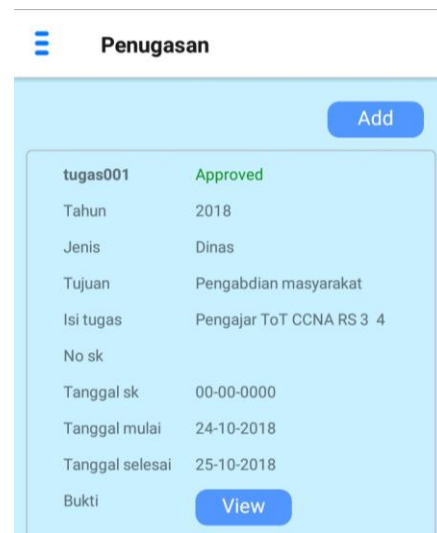 Penugasan
Add
tugas001 Approved
Tahun 2018
Jenis Dinas
Tujuan Pengabdian masyarakat
Isi tugas Pengajar ToT CCNA RS 3 4
No sk
Tanggal sk 00-00-0000
Tanggal mulai 24-10-2018
Tanggal selesai 25-10-2018
Bukti View